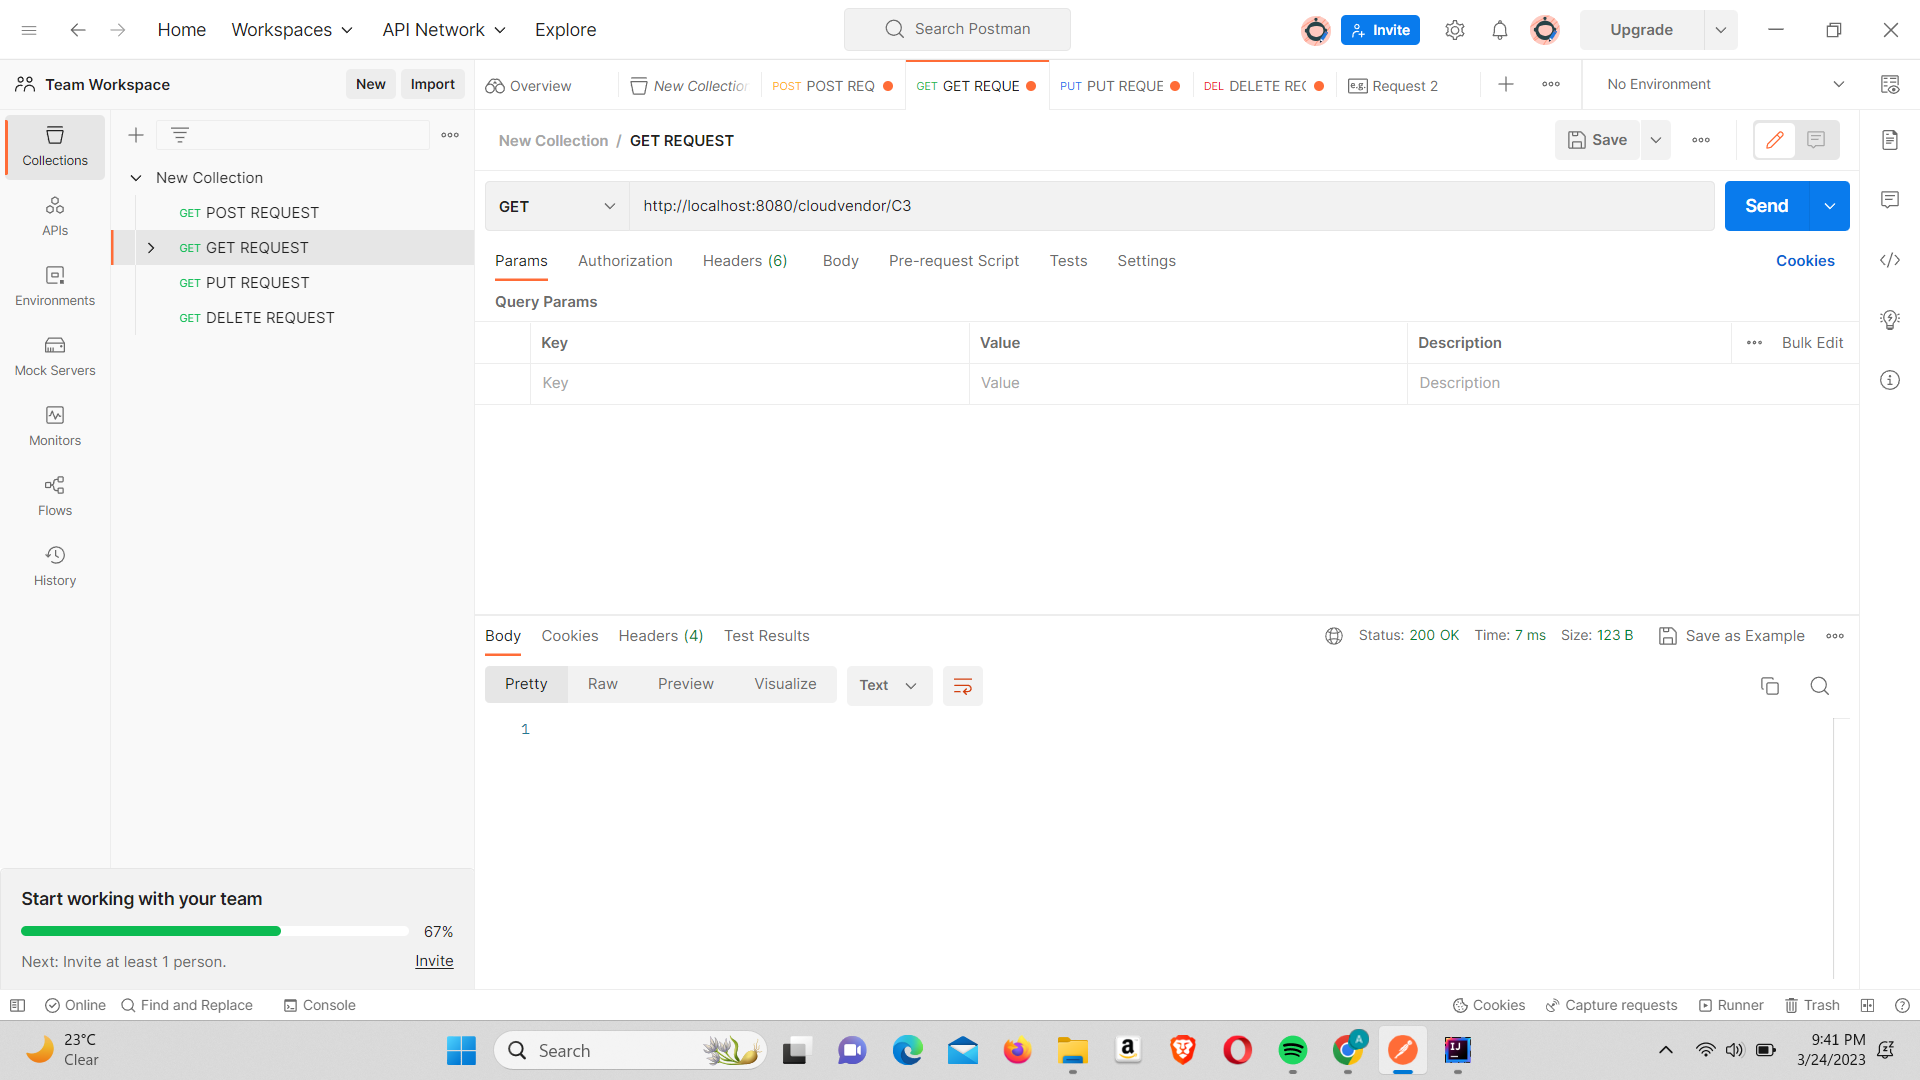 Home
Workspaces
API Network
Explore
Search Postman
Invite
Upgrade
Team Workspace
New
Import
Overview
New Collection
POST POST REQ
GET GET REQUE
PUT PUT REQUE
DEL DELETE REC
e.g. Request 2
No Environment
Collections
APIs
Environments
Mock Servers
Monitors
Flows
History
New Collection
GET POST REQUEST
GET GET REQUEST
GET PUT REQUEST
GET DELETE REQUEST
New Collection / GET REQUEST
Save
GET
http://localhost:8080/cloudvendor/C3
Send
Params
Authorization
Headers (6)
Body
Pre-request Script
Tests
Settings
Cookies
Query Params
Key
Value
Description
Bulk Edit
Key
Value
Description
Body
Cookies
Headers (4)
Test Results
Status: 200 OK
Time: 7 ms
Size: 123 B
Save as Example
Pretty
Raw
Preview
Visualize
Text
1
Start working with your team
67%
Next: Invite at least 1 person.
Invite
Online
Find and Replace
Console
Cookies
Capture requests
Runner
Trash
23°C
Clear
Search
a
A
IJ
9:41 PM
3/24/2023